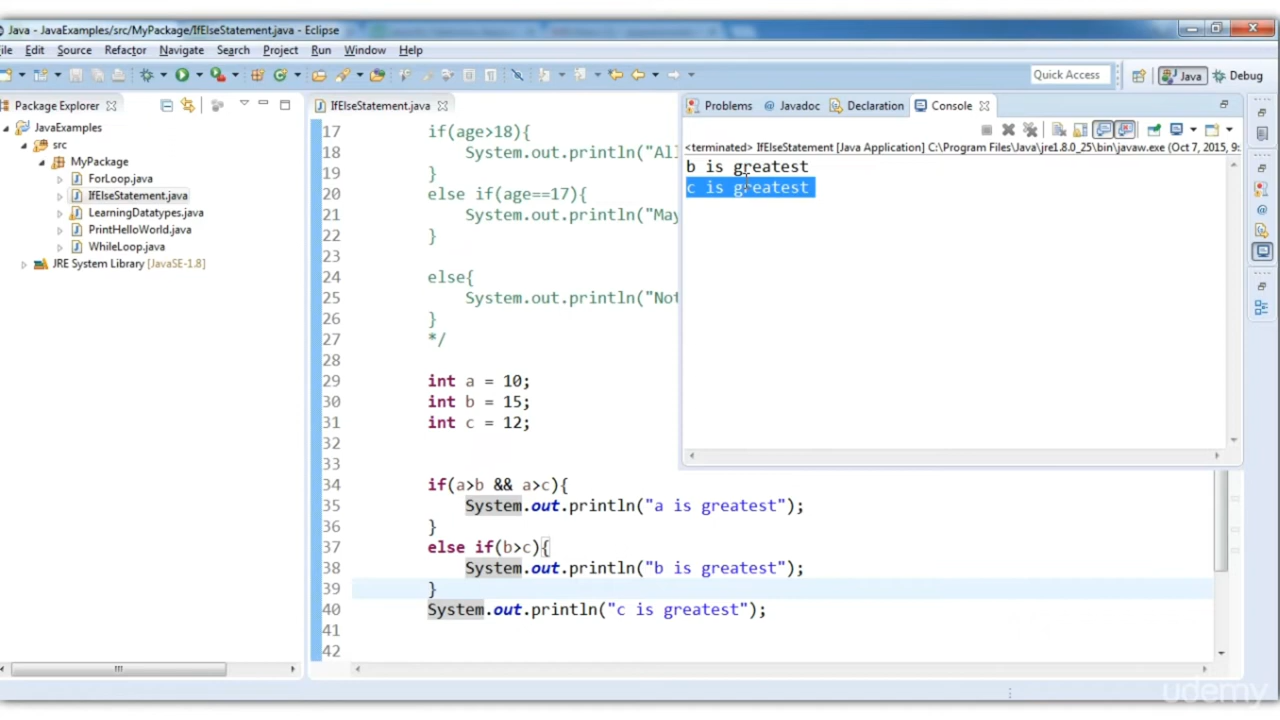 Java - JavaExamples/src/MyPackage/IfElseStatement.java - Eclipse
ile Edit Source Refactor Navigate Search Project Run Window Help
Quick Access Java Debug
Package Explorer
JavaExamples
src
MyPackage
ForLoop.java
IfElseStatement.java
LearningDatatypes.java
PrintHelloWorld.java
WhileLoop.java
JRE System Library [JavaSE-1.8]
IfElseStatement.java
17 if(age>18){
18 System.out.println("All
19 }
20 else if(age==17){
21 System.out.println("May
22 }
23
24 else{
25 System.out.println("Not
26 }
27 */
28
29 int a = 10;
30 int b = 15;
31 int c = 12;
32
33
34 if(a>b && a>c){
35 System.out.println("a is greatest");
36 }
37 else if(b>c){
38 System.out.println("b is greatest");
39 }
40 System.out.println("c is greatest");
41
42
Problems Javadoc Declaration Console
<terminated> IfElseStatement [Java Application] C:\Program Files\Java\jre1.8.0_25\bin\javaw.exe (Oct 7, 2015, 9:
b is greatest
c is greatest
udemy